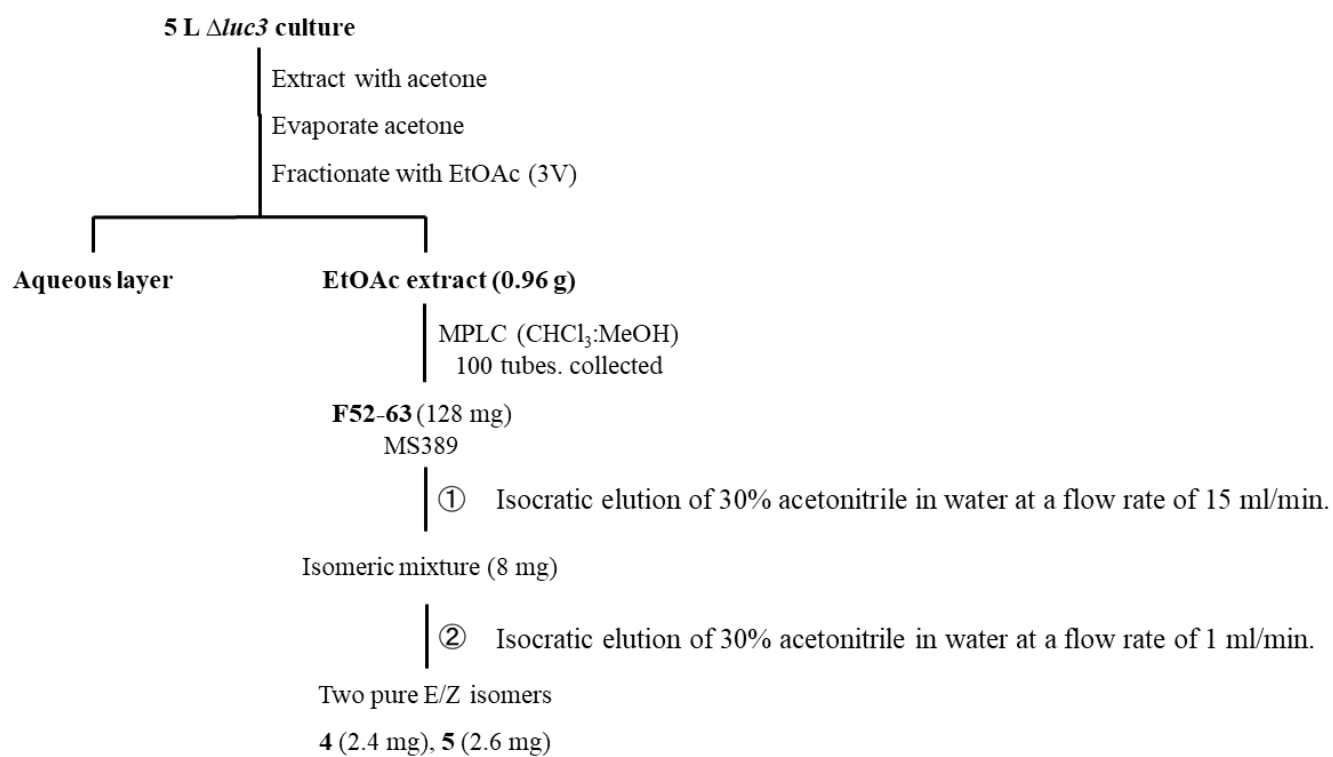 5 L Δluc3 culture
Extract with acetone
Evaporate acetone
Fractionate with EtOAc (3V)
Aqueous layer
EtOAc extract (0.96 g)
MPLC (CHCl₃:MeOH)
100 tubes. collected
F52-63 (128 mg)
MS389
① Isocratic elution of 30% acetonitrile in water at a flow rate of 15 ml/min.
Isomeric mixture (8 mg)
② Isocratic elution of 30% acetonitrile in water at a flow rate of 1 ml/min.
Two pure E/Z isomers
4 (2.4 mg), 5 (2.6 mg)